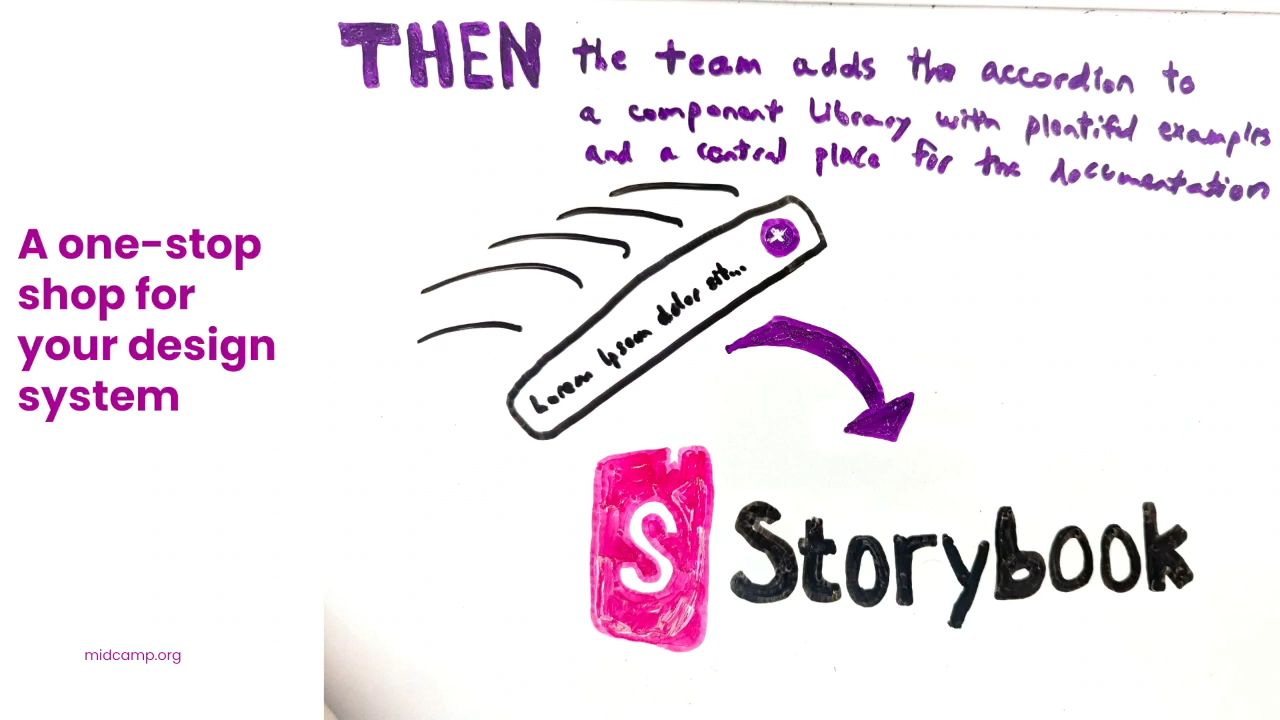 A one-stop
shop for
your design
system
midcamp.org
THEN the team adds the accordion to
a component library with plentiful examples
and a central place for the documentation
Lorem Ipsom dolor sit...
S Storybook